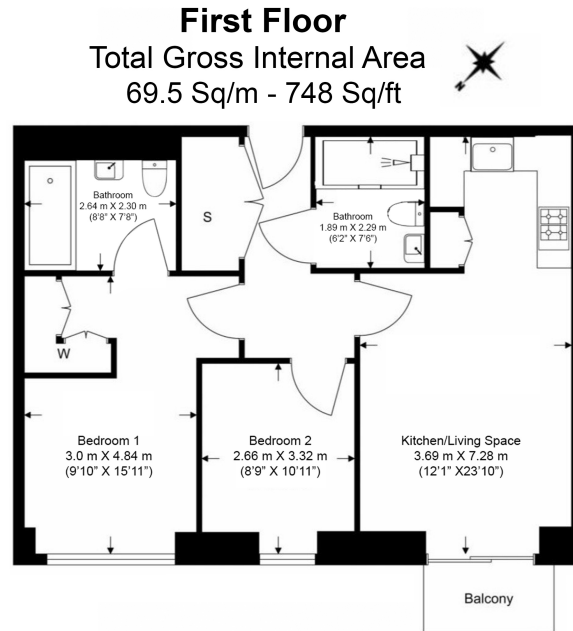 First Floor
Total Gross Internal Area
69.5 Sq/m - 748 Sq/ft
N
Bathroom
2.64 m X 2.30 m
(8'8" X 7'8")
S
Bathroom
1.89 m X 2.29 m
(6'2" X 7'6")
W
Bedroom 1
3.0 m X 4.84 m
(9'10" X 15'11")
Bedroom 2
2.66 m X 3.32 m
(8'9" X 10'11")
Kitchen/Living Space
3.69 m X 7.28 m
(12'1" X23'10")
Balcony